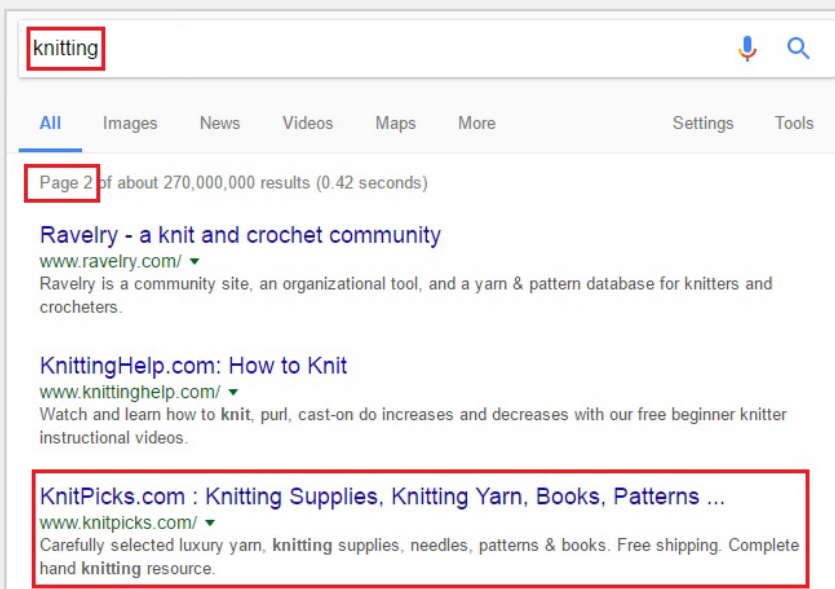 knitting
All Images News Videos Maps More Settings Tools
Page 2 of about 270,000,000 results (0.42 seconds)
Ravelry - a knit and crochet community
www.ravelry.com/
Ravelry is a community site, an organizational tool, and a yarn & pattern database for knitters and
crocheters.
KnittingHelp.com: How to Knit
www.knittinghelp.com/
Watch and learn how to knit, purl, cast-on do increases and decreases with our free beginner knitter
instructional videos.
KnitPicks.com : Knitting Supplies, Knitting Yarn, Books, Patterns ...
www.knitpicks.com/
Carefully selected luxury yarn, knitting supplies, needles, patterns & books. Free shipping. Complete
hand knitting resource.